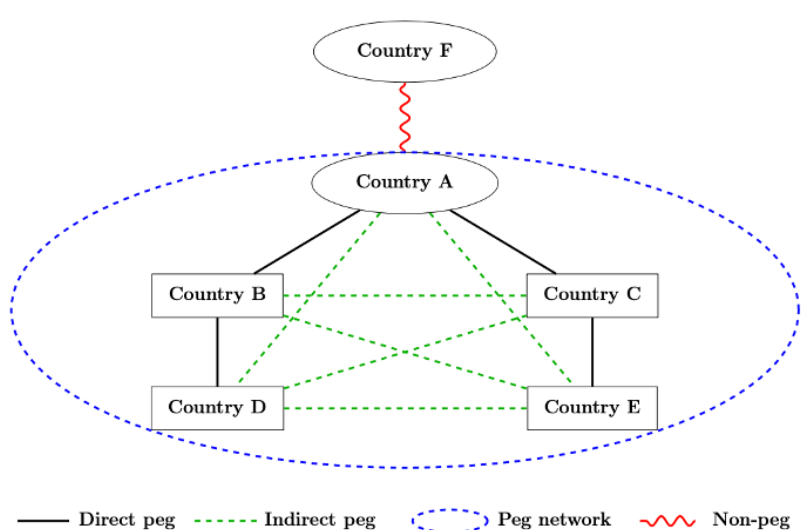 Country F
Country A
Country B Country C
Country D Country E
Direct peg Indirect peg Peg network Non-peg